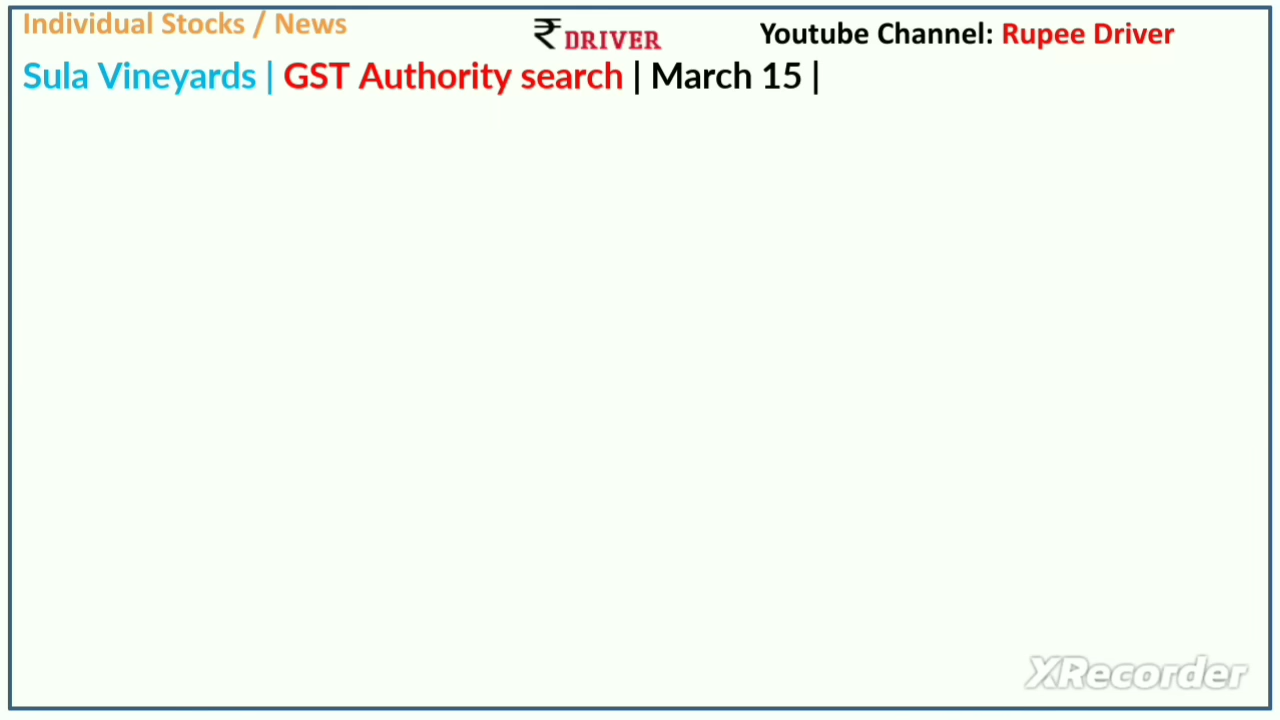 Individual Stocks / News
₹ DRIVER
Youtube Channel: Rupee Driver
Sula Vineyards | GST Authority search | March 15 |
XRecorder